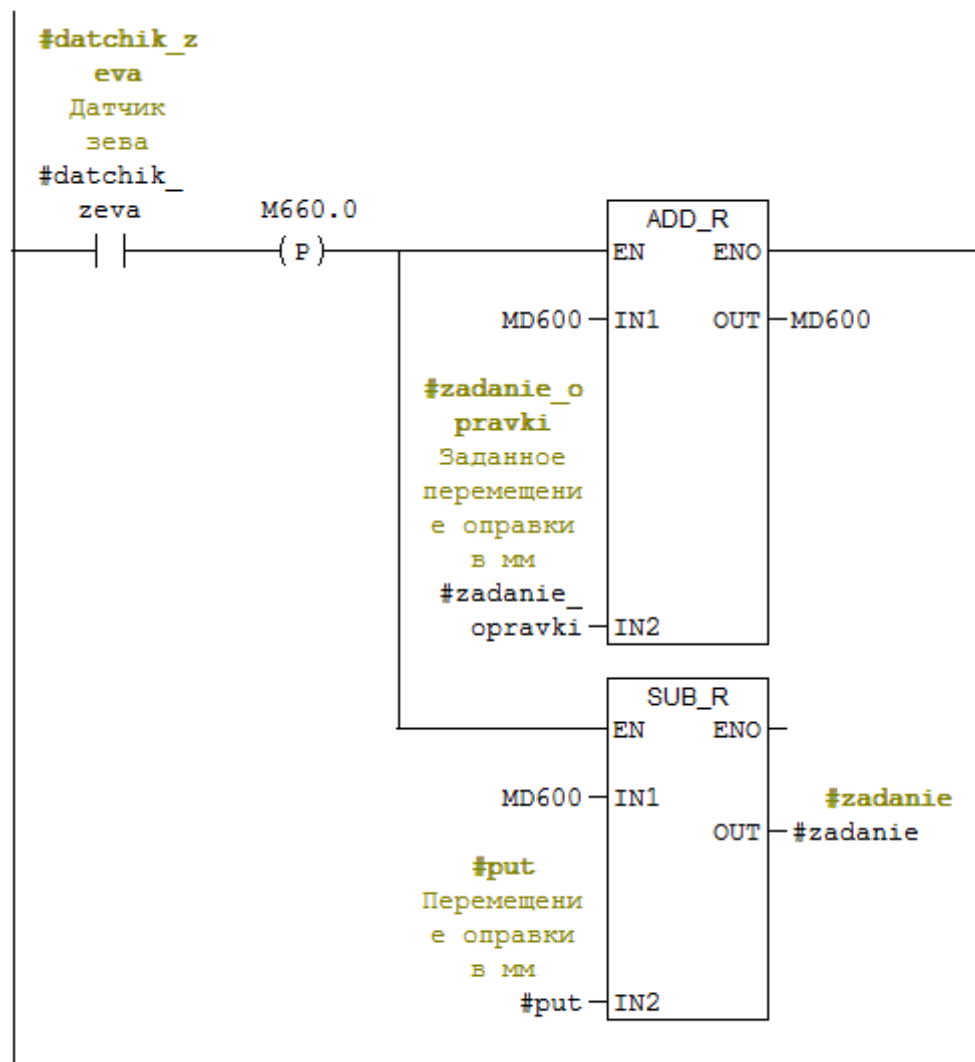 #datchik_z
eva
Датчик
зева
#datchik_
zeva
M660.0
( P )
ADD_R
EN ENO
MD600 IN1 OUT MD600
#zadanie_o
pravki
Заданное
перемещени
е оправки
в мм
#zadanie_
opravki IN2
SUB_R
EN ENO
MD600 IN1
#zadanie
OUT #zadanie
#put
Перемещени
е оправки
в мм
#put IN2